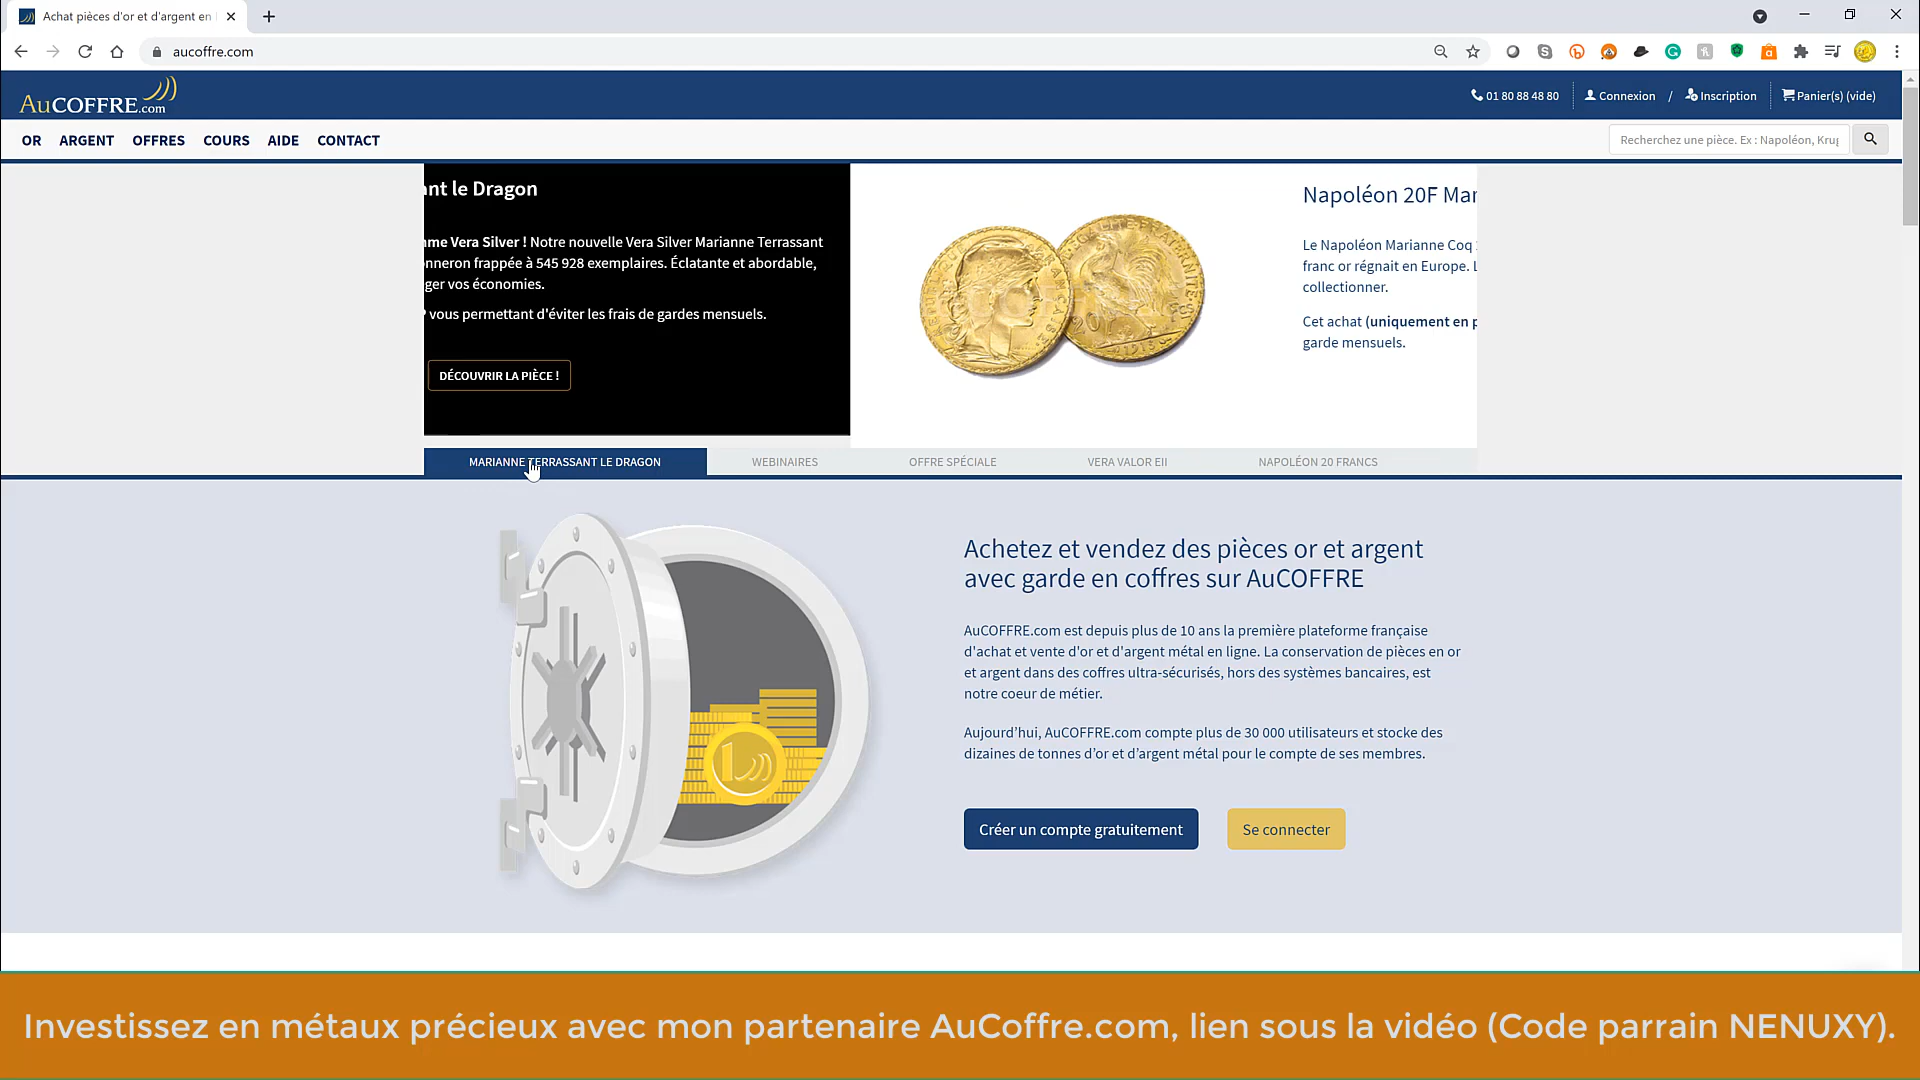 Achat pièces d'or et d'argent en
aucoffre.com
AuCOFFRE.com
01 80 88 48 80
Connexion / Inscription
Panier(s) (vide)
OR ARGENT OFFRES COURS AIDE CONTACT
Recherchez une pièce. Ex : Napoléon, Krug
ant le Dragon
Vera Silver ! Notre nouvelle Vera Silver Marianne Terrassant
onneron frappée à 545 928 exemplaires. Éclatante et abordable,
ger vos économies.
vous permettant d'éviter les frais de gardes mensuels.
DÉCOUVRIR LA PIÈCE !
Napoléon 20F Mar
Le Napoléon Marianne Coq
franc or régnait en Europe.
collectionner.
Cet achat (uniquement en p
garde mensuels.
MARIANNE TERRASSANT LE DRAGON
WEBINAIRES
OFFRE SPÉCIALE
VERA VALOR EII
NAPOLÉON 20 FRANCS
Achetez et vendez des pièces or et argent
avec garde en coffres sur AuCOFFRE
AuCOFFRE.com est depuis plus de 10 ans la première plateforme française
d'achat et vente d'or et d'argent métal en ligne. La conservation de pièces en or
et argent dans des coffres ultra-sécurisés, hors des systèmes bancaires, est
notre coeur de métier.
Aujourd’hui, AuCOFFRE.com compte plus de 30 000 utilisateurs et stocke des
dizaines de tonnes d’or et d’argent métal pour le compte de ses membres.
Créer un compte gratuitement
Se connecter
Investissez en métaux précieux avec mon partenaire AuCoffre.com, lien sous la vidéo (Code parrain NENUXY).